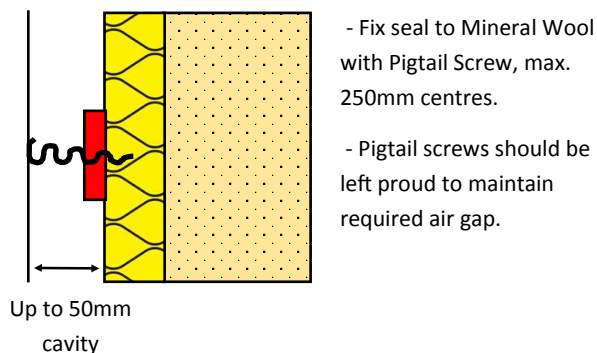 - Fix seal to Mineral Wool
with Pigtail Screw, max.
250mm centres.
- Pigtail screws should be
left proud to maintain
required air gap.
Up to 50mm
cavity